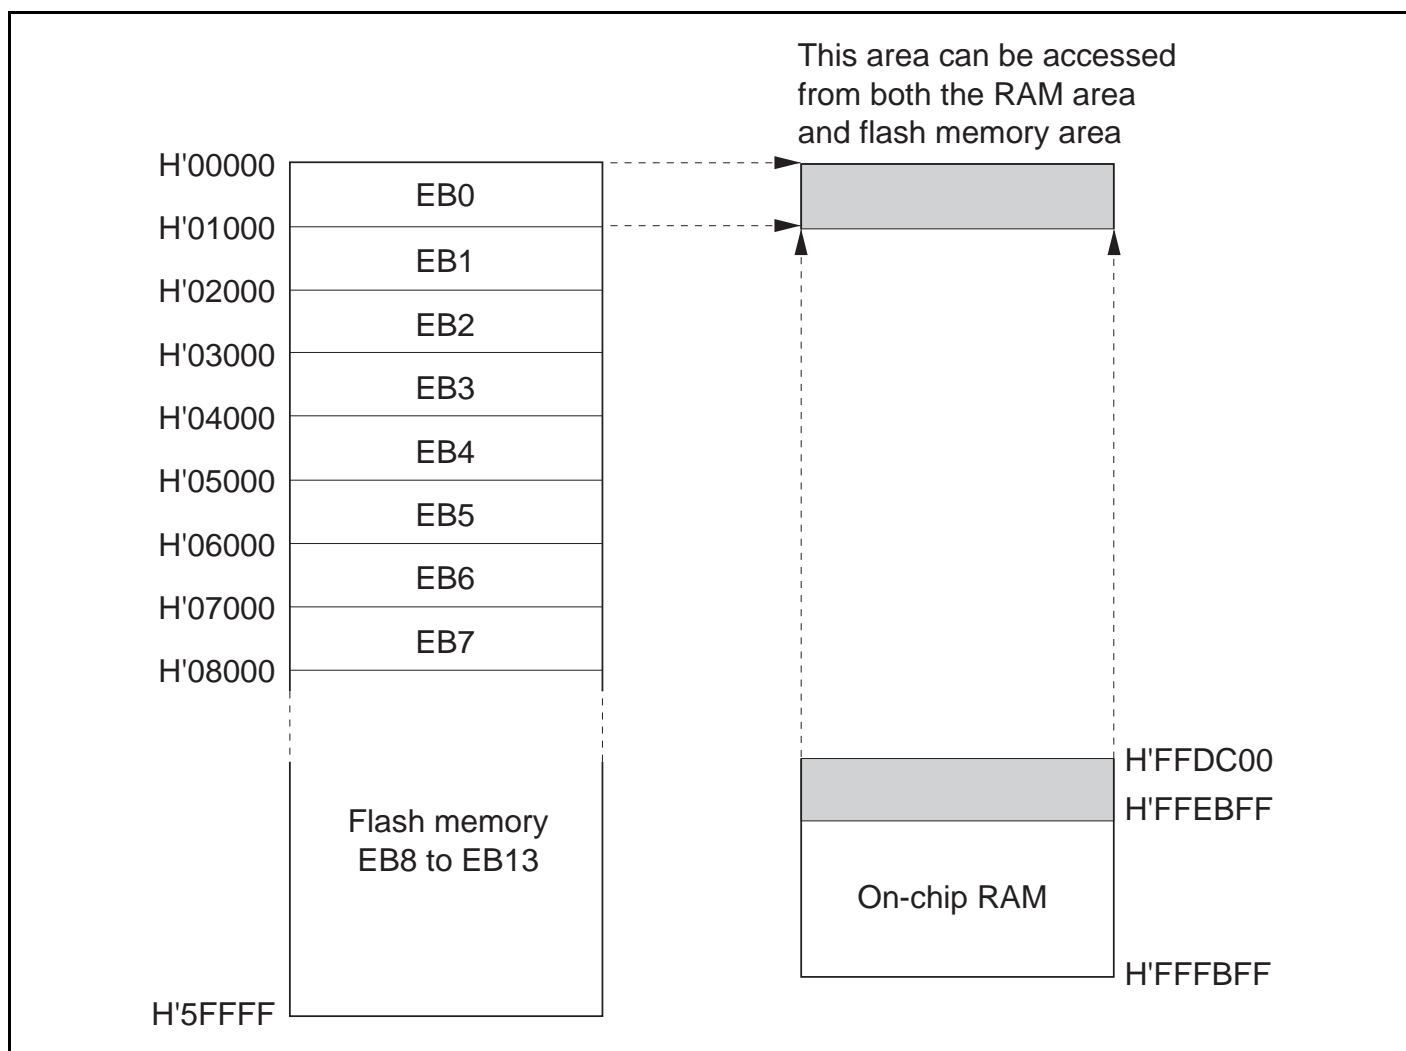 This area can be accessed
from both the RAM area
and flash memory area
H'00000
EB0
H'01000
EB1
H'02000
EB2
H'03000
EB3
H'04000
EB4
H'05000
EB5
H'06000
EB6
H'07000
EB7
H'08000
H'FFDC00
H'FFEBFF
Flash memory
EB8 to EB13
On-chip RAM
H'FFFBFF
H'5FFFF